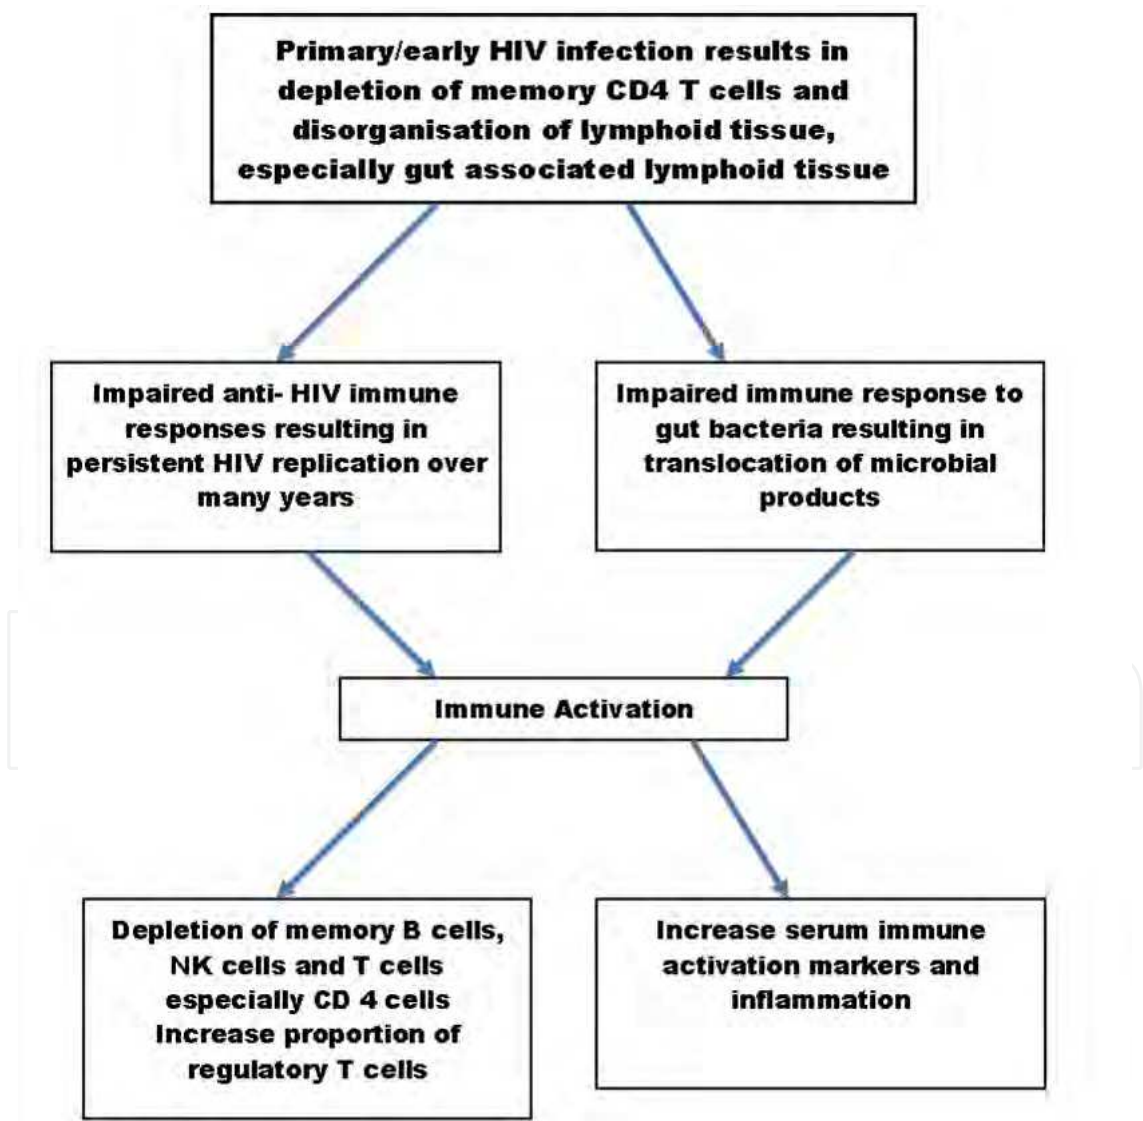 Primary/early HIV infection results in
depletion of memory CD4 T cells and
disorganisation of lymphoid tissue,
especially gut associated lymphoid tissue
Impaired anti- HIV immune
responses resulting in
persistent HIV replication over
many years
Impaired immune response to
gut bacteria resulting in
translocation of microbial
products
Immune Activation
Depletion of memory B cells,
NK cells and T cells
especially CD 4 cells
Increase proportion of
regulatory T cells
Increase serum immune
activation markers and
inflammation